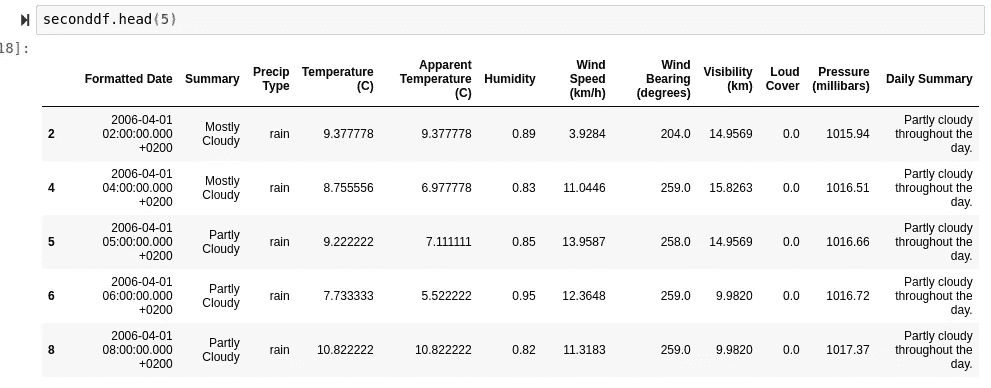 seconddf.head(5)
18]:
Formatted Date Summary Precip Type Temperature (C) Apparent Temperature (C) Humidity Wind Speed (km/h) Wind Bearing (degrees) Visibility (km) Loud Cover Pressure (millibars) Daily Summary
2 2006-04-01 02:00:00.000 +0200 Mostly Cloudy rain 9.377778 9.377778 0.89 3.9284 204.0 14.9569 0.0 1015.94 Partly cloudy throughout the day.
4 2006-04-01 04:00:00.000 +0200 Mostly Cloudy rain 8.755556 6.977778 0.83 11.0446 259.0 15.8263 0.0 1016.51 Partly cloudy throughout the day.
5 2006-04-01 05:00:00.000 +0200 Partly Cloudy rain 9.222222 7.111111 0.85 13.9587 258.0 14.9569 0.0 1016.66 Partly cloudy throughout the day.
6 2006-04-01 06:00:00.000 +0200 Partly Cloudy rain 7.733333 5.522222 0.95 12.3648 259.0 9.9820 0.0 1016.72 Partly cloudy throughout the day.
8 2006-04-01 08:00:00.000 +0200 Partly Cloudy rain 10.822222 10.822222 0.82 11.3183 259.0 9.9820 0.0 1017.37 Partly cloudy throughout the day.